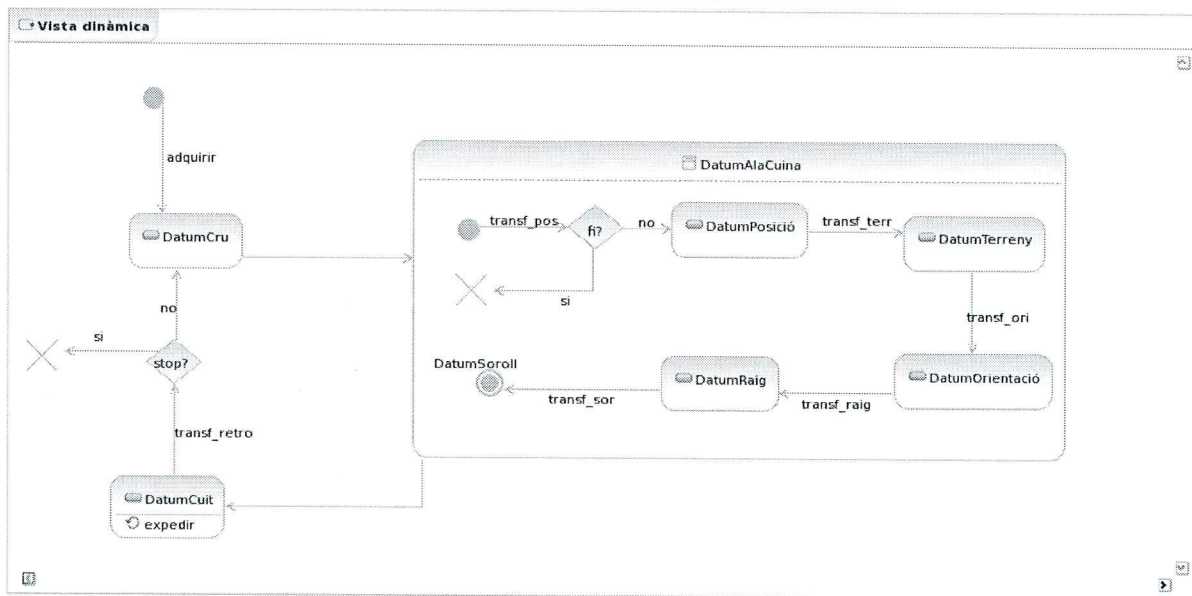 Vista dinàmica
adquirir
DatumAlaCuina
DatumCru
transf_pos
fi?
no
DatumPosició
transf_terr
DatumTerreny
si
transf_ori
no
si
stop?
DatumSoroll
DatumRaig
DatumOrientació
transf_sor
transf_raig
transf_retro
DatumCuit
expedir